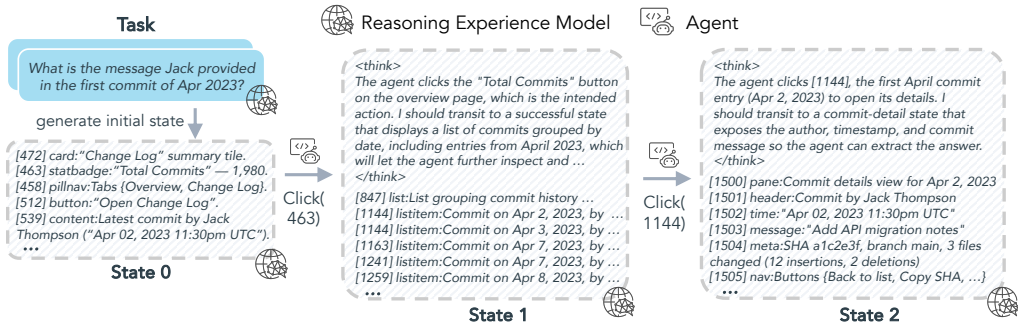 Task
Reasoning Experience Model
Agent
What is the message Jack provided
in the first commit of Apr 2023?
generate initial state
[472] card:“Change Log” summary tile.
[463] statbadge:“Total Commits” — 1,980.
[458] pillnav:Tabs {Overview, Change Log}.
[512] button:“Open Change Log”.
[539] content:Latest commit by Jack
Thompson (“Apr 02, 2023 11:30pm UTC”).
...
State 0
Click(
463)
<think>
The agent clicks the "Total Commits" button
on the overview page, which is the intended
action. I should transit to a successful state
that displays a list of commits grouped by
date, including entries from April 2023, which
will let the agent further inspect and ...
</think>
[847] list:List grouping commit history ...
[1144] listitem:Commit on Apr 2, 2023, by ...
[1144] listitem:Commit on Apr 3, 2023, by ...
[1163] listitem:Commit on Apr 7, 2023, by ...
[1241] listitem:Commit on Apr 7, 2023, by ...
[1259] listitem:Commit on Apr 8, 2023, by ...
...
State 1
Click(
1144)
<think>
The agent clicks [1144], the first April commit
entry (Apr 2, 2023) to open its details. I
should transit to a commit-detail state that
exposes the author, timestamp, and commit
message so the agent can extract the answer.
</think>
[1500] pane:Commit details view for Apr 2, 2023
[1501] header:Commit by Jack Thompson
[1502] time:"Apr 02, 2023 11:30pm UTC"
[1503] message:"Add API migration notes"
[1504] meta:SHA a1c2e3f, branch main, 3 files
changed (12 insertions, 2 deletions)
[1505] nav:Buttons {Back to list, Copy SHA, ...}
...
State 2